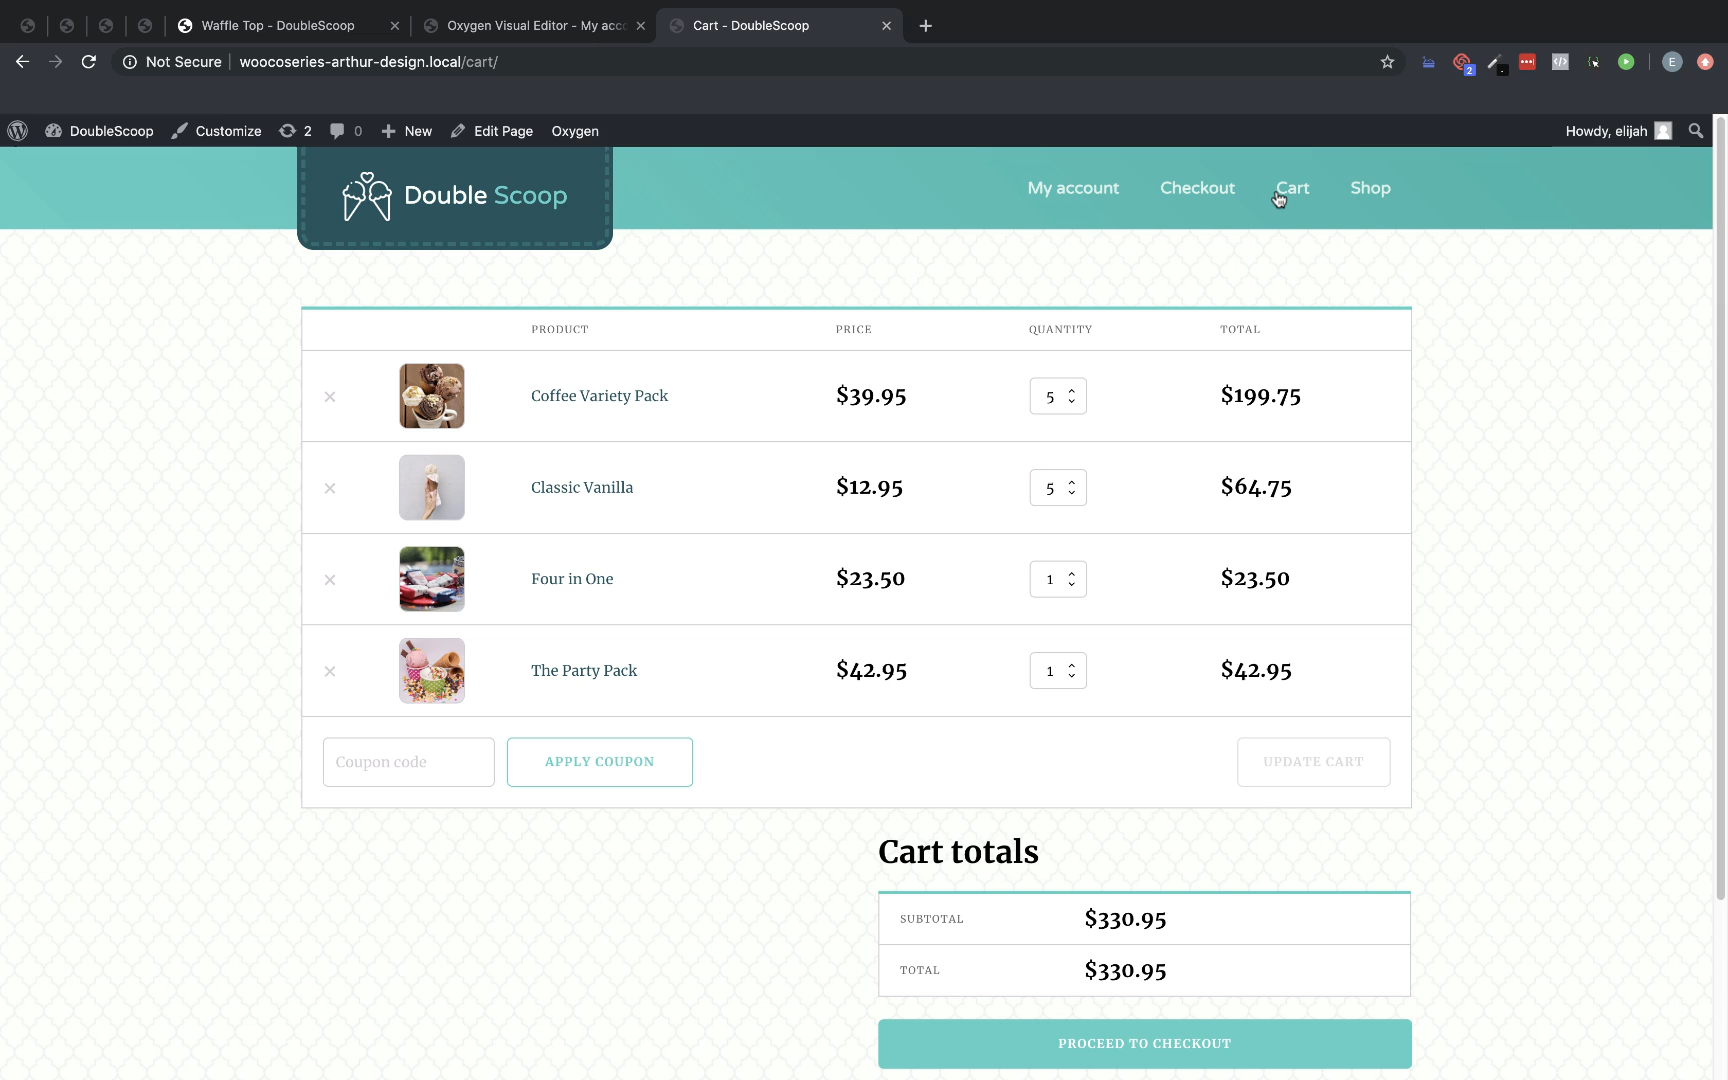 Waffle Top - DoubleScoop
Oxygen Visual Editor - My acc
Cart - DoubleScoop
Not Secure
woocoseries-arthur-design.local/cart/
2
E
DoubleScoop
Customize
2
0
New
Edit Page
Oxygen
Howdy, elijah
Double Scoop
My account
Checkout
Cart
Shop
PRODUCT
PRICE
QUANTITY
TOTAL
Coffee Variety Pack
$39.95
5
$199.75
Classic Vanilla
$12.95
5
$64.75
Four in One
$23.50
1
$23.50
The Party Pack
$42.95
1
$42.95
Coupon code
APPLY COUPON
UPDATE CART
Cart totals
SUBTOTAL
$330.95
TOTAL
$330.95
PROCEED TO CHECKOUT